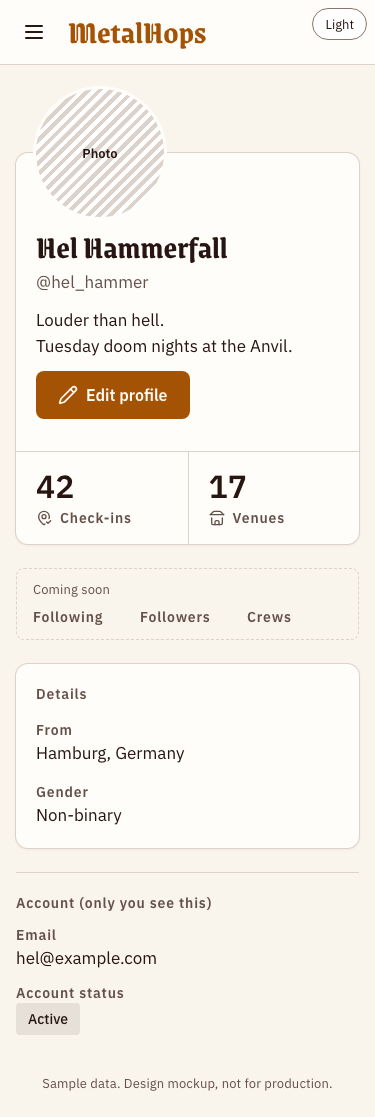 MetalHops
Light
Photo
Hel Hammerfall
@hel_hammer
Louder than hell.
Tuesday doom nights at the Anvil.
Edit profile
42
Check-ins
17
Venues
Coming soon
Following
Followers
Crews
Details
From
Hamburg, Germany
Gender
Non-binary
Account (only you see this)
Email
hel@example.com
Account status
Active
Sample data. Design mockup, not for production.